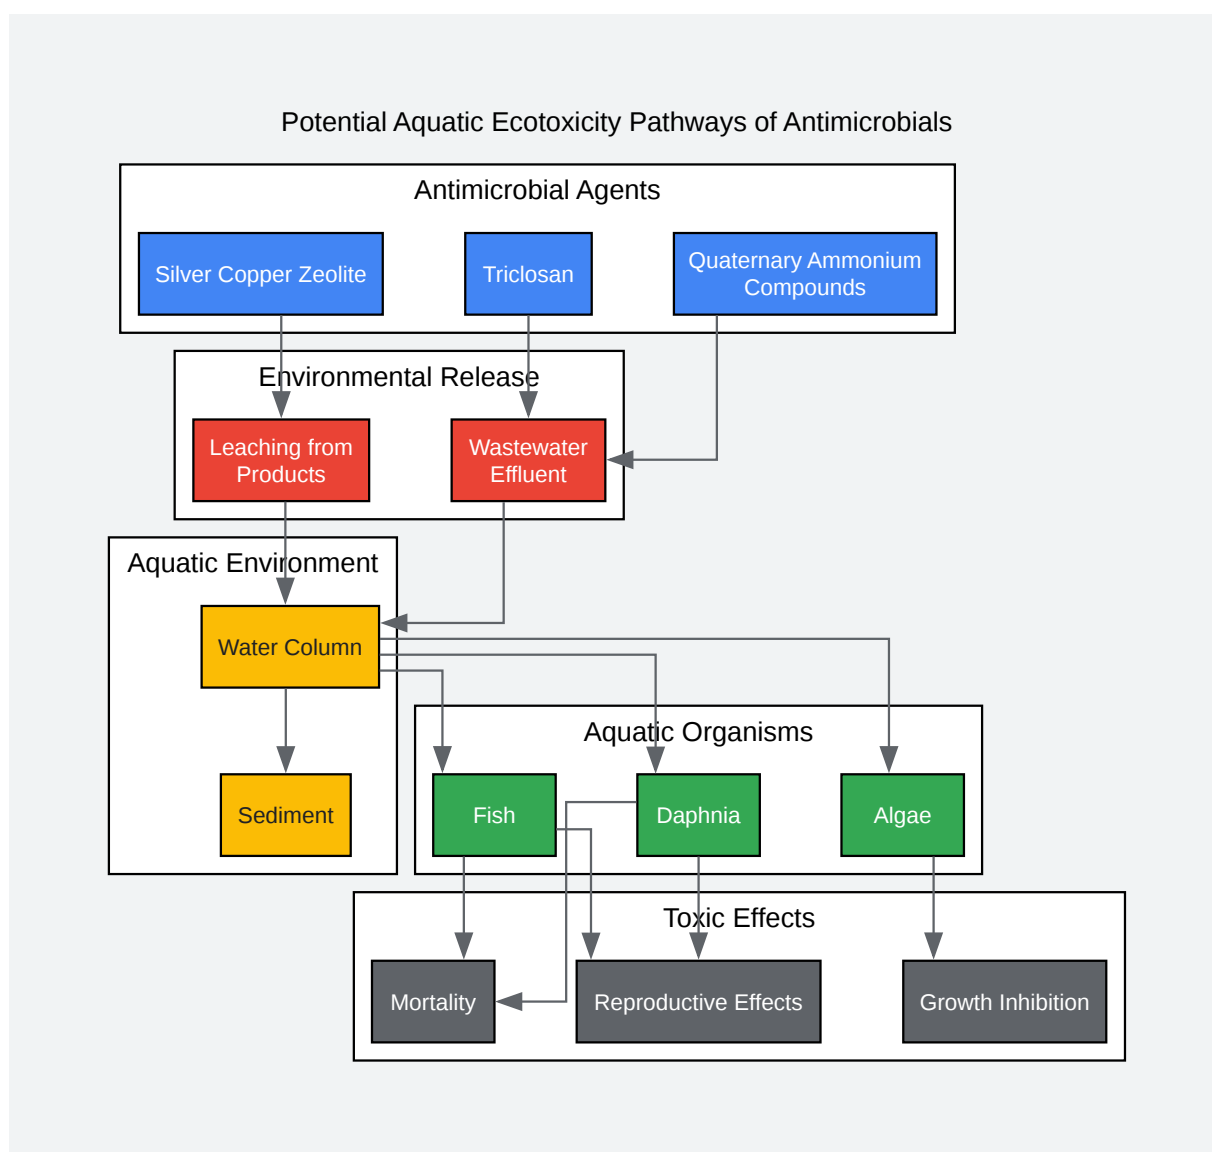 Potential Aquatic Ecotoxicity Pathways of Antimicrobials
Antimicrobial Agents
Silver Copper Zeolite
Triclosan
Quaternary Ammonium
Compounds
Environmental Release
Leaching from
Products
Wastewater
Effluent
Aquatic Environment
Water Column
Sediment
Aquatic Organisms
Fish
Daphnia
Algae
Toxic Effects
Mortality
Reproductive Effects
Growth Inhibition